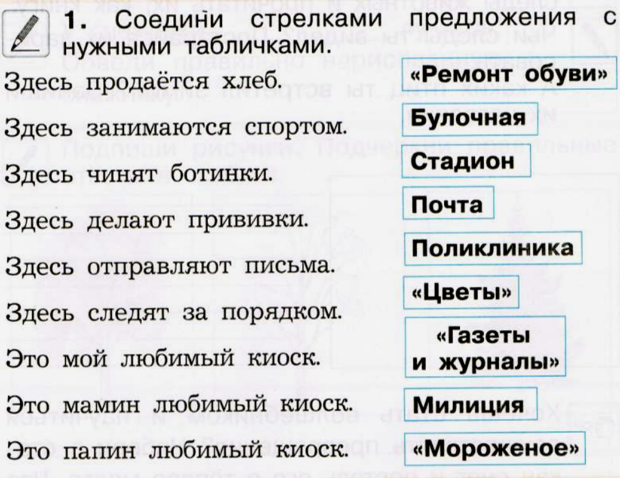 1. Соедини стрелками предложения с
нужными табличками.
Здесь продаётся хлеб.
«Ремонт обуви»
Здесь занимаются спортом.
Булочная
Здесь чинят ботинки.
Стадион
Здесь делают прививки.
Почта
Здесь отправляют письма.
Поликлиника
Здесь следят за порядком.
«Цветы»
Это мой любимый киоск.
«Газеты
и журналы»
Это мамин любимый киоск.
Милиция
Это папин любимый киоск.
«Мороженое»